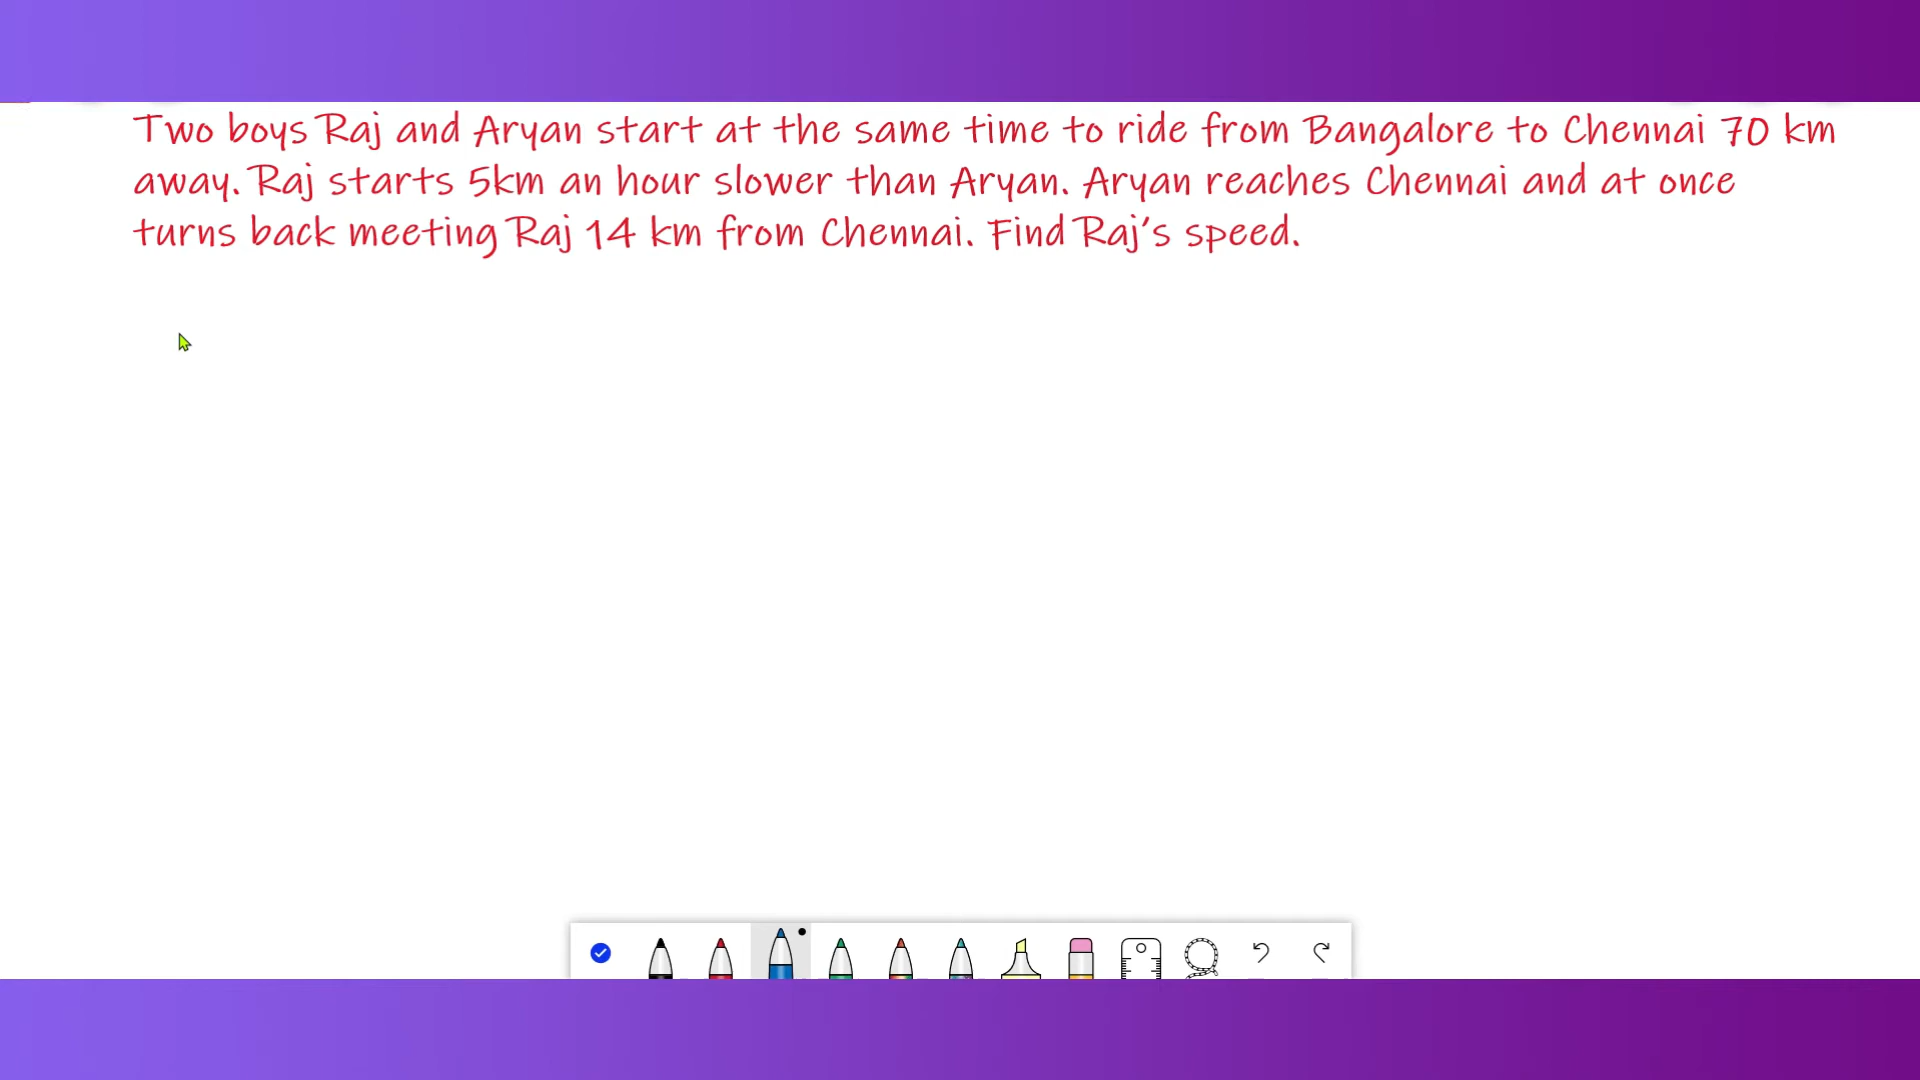 Two boys Raj and Aryan start at the same time to ride from Bangalore to Chennai 70 km
away. Raj starts 5km an hour slower than Aryan. Aryan reaches Chennai and at once
turns back meeting Raj 14 km from Chennai. Find Raj's speed.